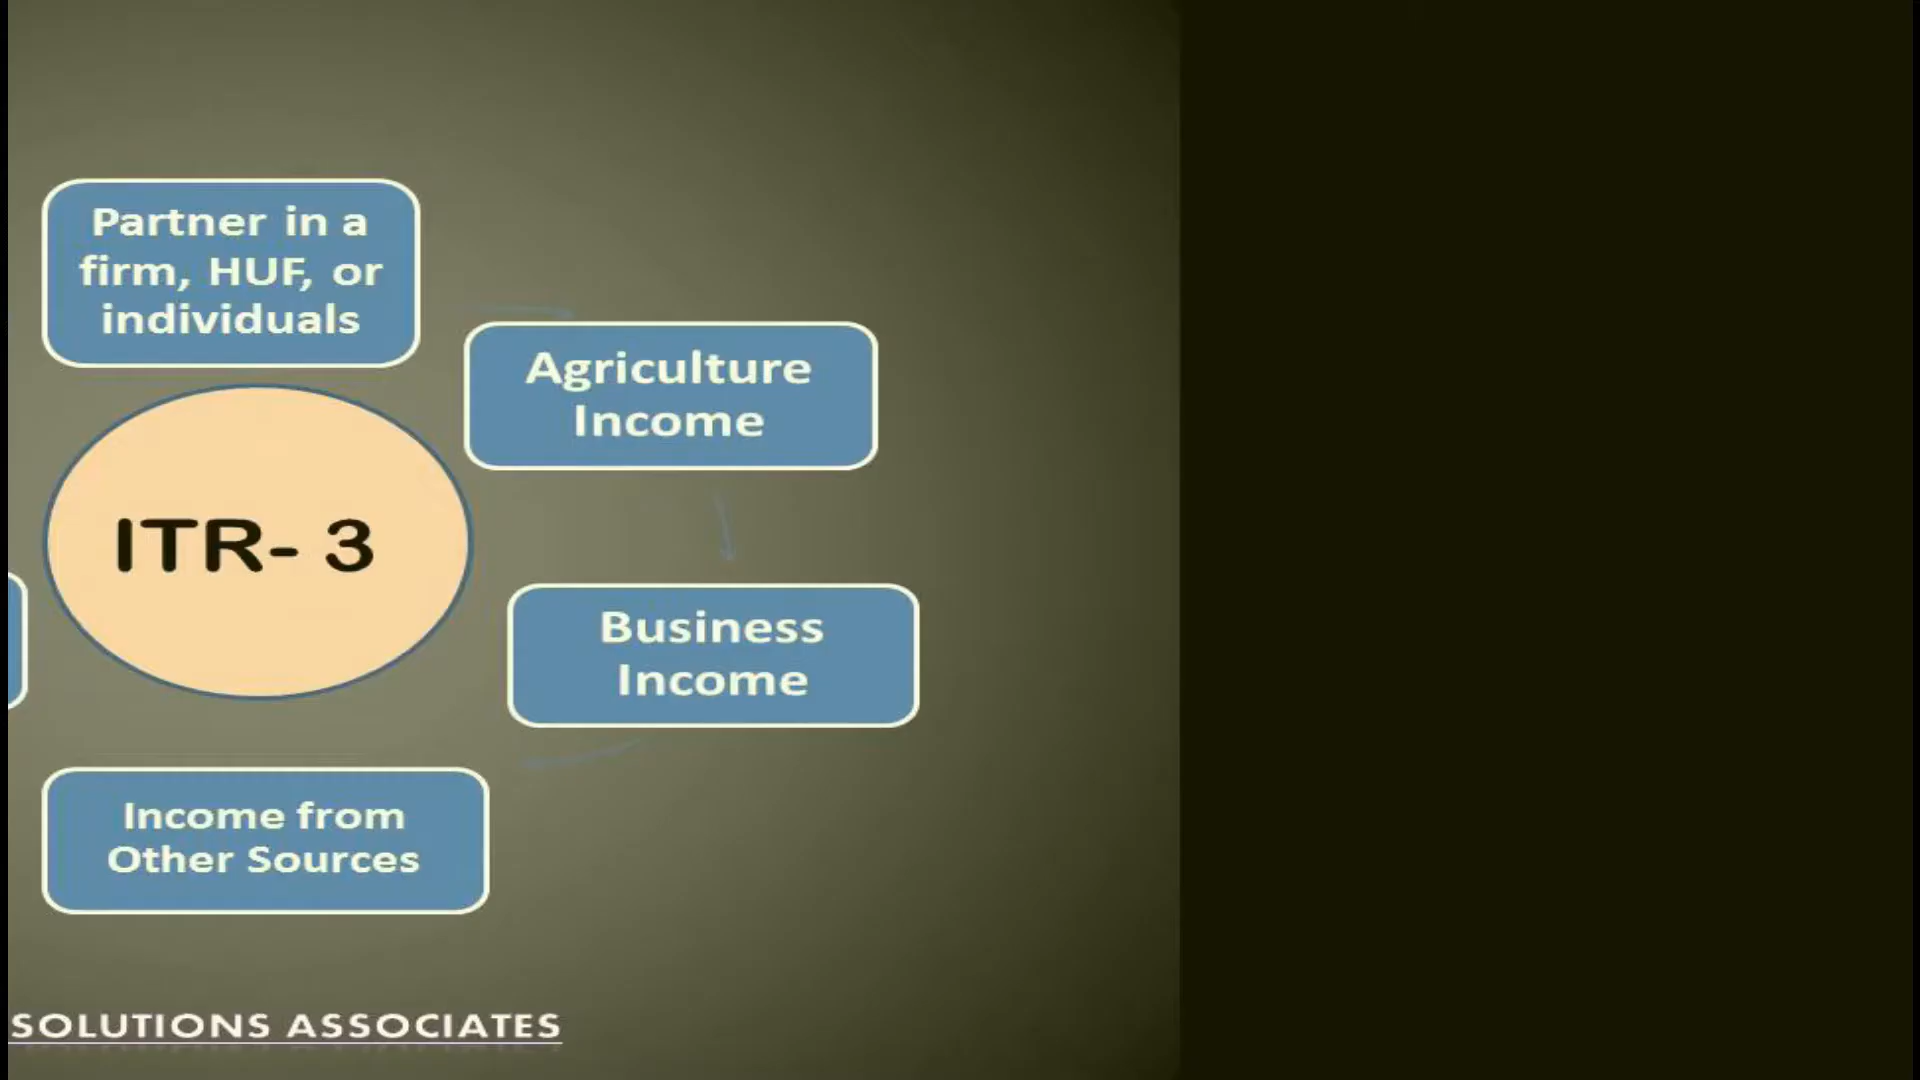 Partner in a
firm, HUF, or
individuals
Agriculture
Income
ITR- 3
Business
Income
Income from
Other Sources
SOLUTIONS ASSOCIATES